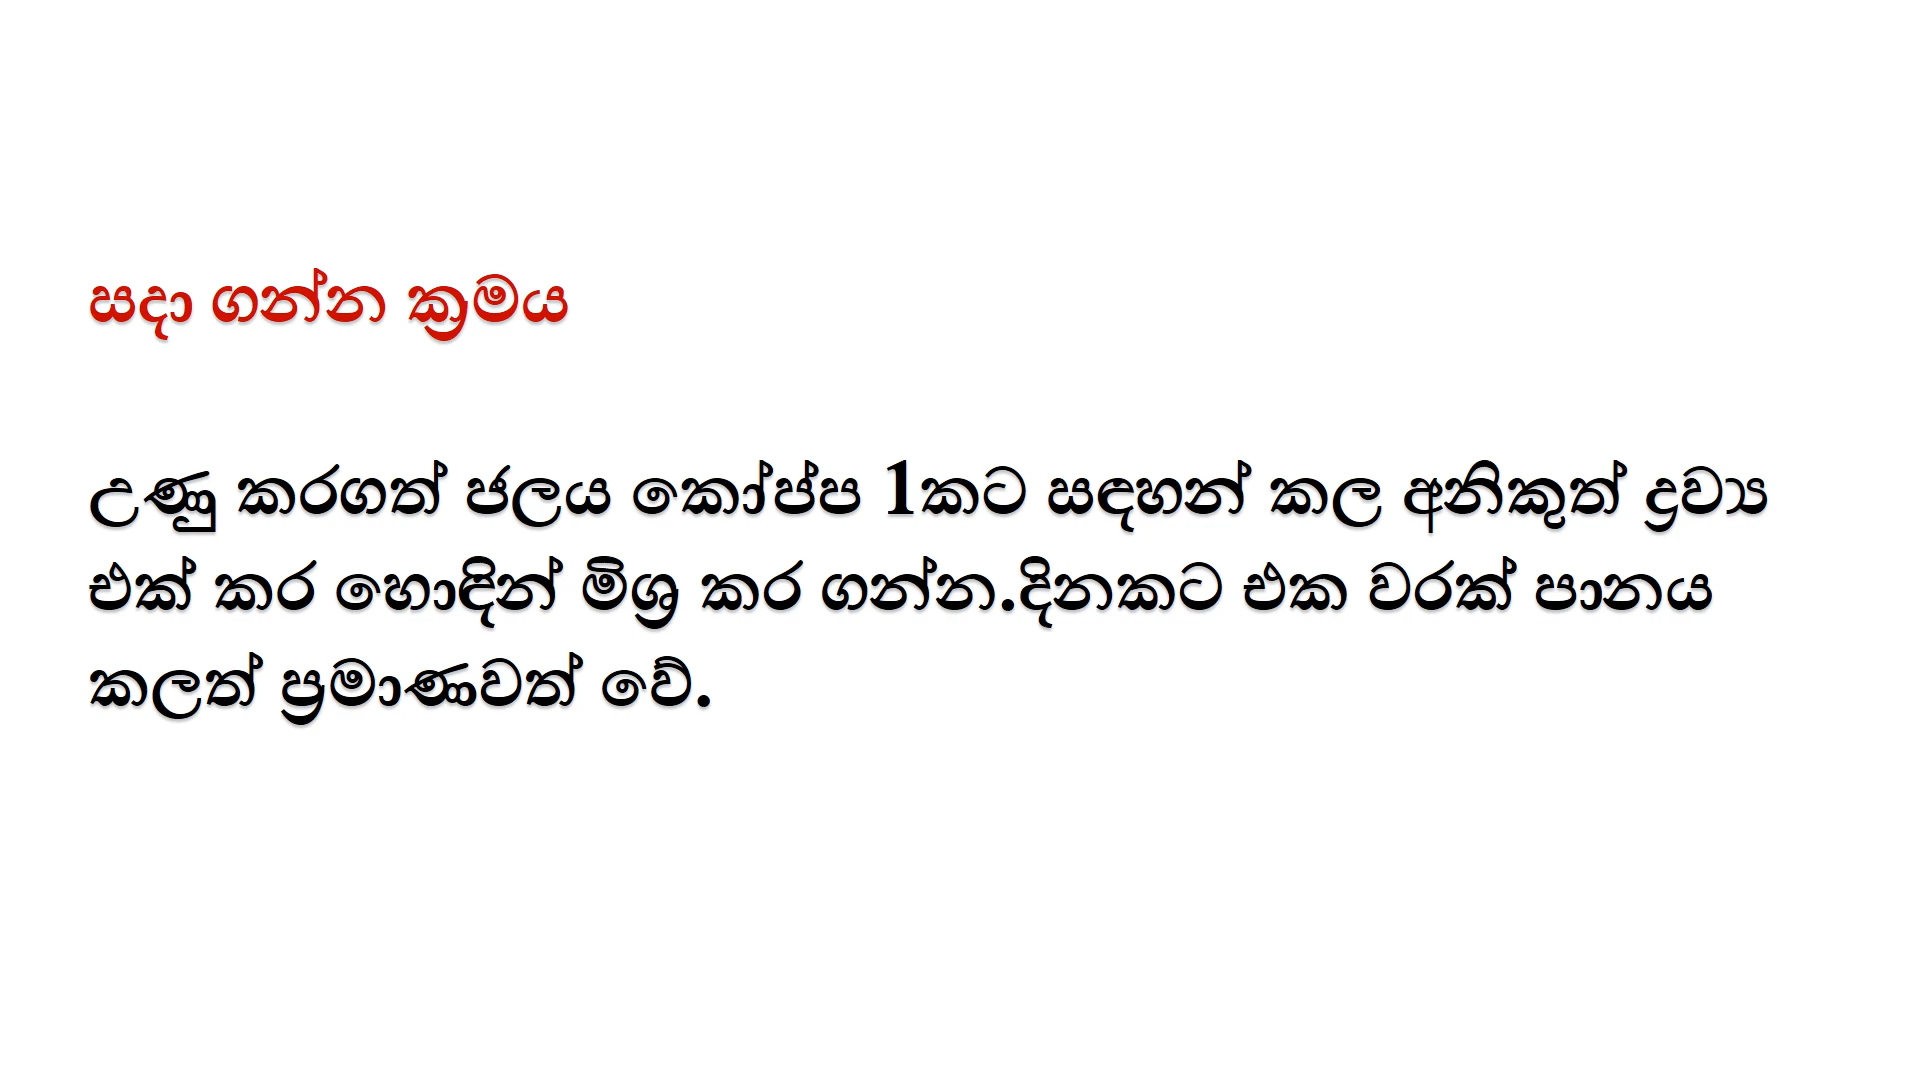 සදා ගන්න ක්‍රමය
උණු කරගත් ජලය කෝප්ප 1කට සඳහන් කල අනිකුත් ද්‍රව්‍ය
එක් කර හොඳින් මිශ්‍ර කර ගන්න.දිනකට එක වරක් පානය
කලත් ප්‍රමාණවත් වේ.